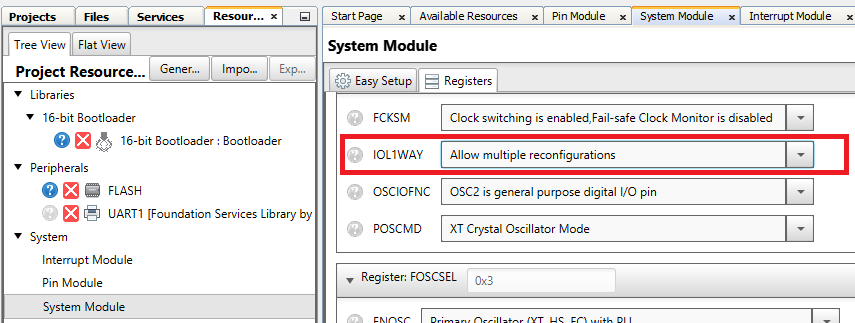 Projects Files Services Resour...
Tree View Flat View
Project Resource... Gener... Impo... Exp...
Libraries
16-bit Bootloader
16-bit Bootloader : Bootloader
Peripherals
FLASH
UART1 [Foundation Services Library by
System
Interrupt Module
Pin Module
System Module
Start Page Available Resources Pin Module System Module Interrupt Module
System Module
Easy Setup Registers
FCKSM Clock switching is enabled,Fail-safe Clock Monitor is disabled
IOL1WAY Allow multiple reconfigurations
OSCIOFNC OSC2 is general purpose digital I/O pin
POSCMD XT Crystal Oscillator Mode
Register: FOSCSEL 0x3
FNOSC Primary Oscillator (XT, HS, EC) with PLL